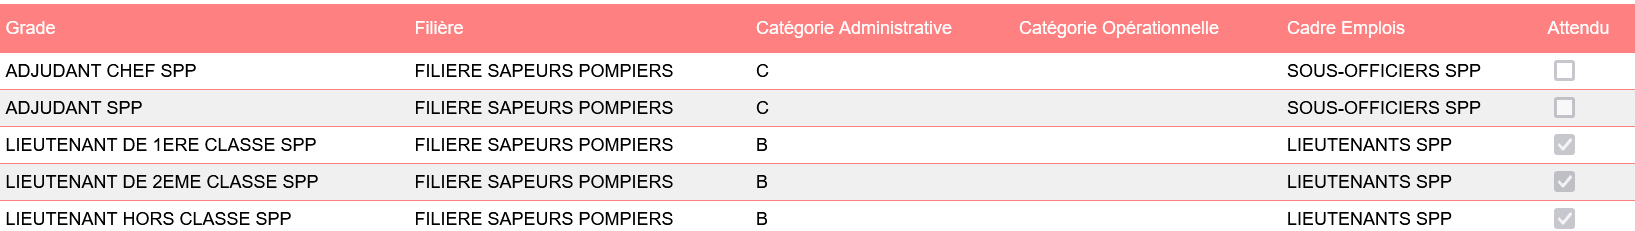 Grade Filière Catégorie Administrative Catégorie Opérationnelle Cadre Emplois Attendu
ADJUDANT CHEF SPP FILIERE SAPEURS POMPIERS C SOUS-OFFICIERS SPP
ADJUDANT SPP FILIERE SAPEURS POMPIERS C SOUS-OFFICIERS SPP
LIEUTENANT DE 1ERE CLASSE SPP FILIERE SAPEURS POMPIERS B LIEUTENANTS SPP
LIEUTENANT DE 2EME CLASSE SPP FILIERE SAPEURS POMPIERS B LIEUTENANTS SPP
LIEUTENANT HORS CLASSE SPP FILIERE SAPEURS POMPIERS B LIEUTENANTS SPP